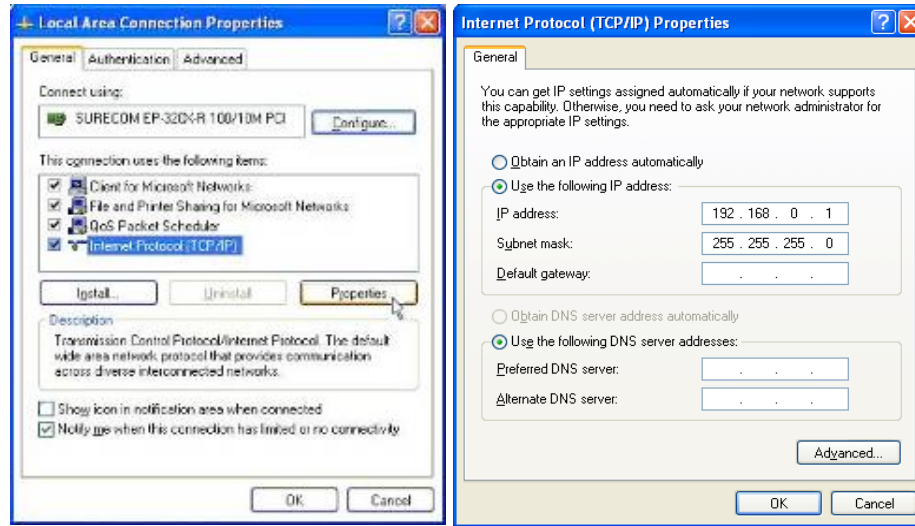 Local Area Connection Properties
General Authentication Advanced
Connect using:
SURECOM EP-320X-R 100/10M PCI
Configure...
This connection uses the following items:
Client for Microsoft Networks
File and Printer Sharing for Microsoft Networks
QoS Packet Scheduler
Internet Protocol (TCP/IP)
Install... Uninstall Properties
Description
Transmission Control Protocol/Internet Protocol. The default
wide area network protocol that provides communication
across diverse interconnected networks.
Show icon in notification area when connected
Notify me when this connection has limited or no connectivity
OK Cancel
Internet Protocol (TCP/IP) Properties
General
You can get IP settings assigned automatically if your network supports
this capability. Otherwise, you need to ask your network administrator for
the appropriate IP settings.
Obtain an IP address automatically
Use the following IP address:
IP address: 192 . 168 . 0 . 1
Subnet mask: 255 . 255 . 255 . 0
Default gateway: . . .
Obtain DNS server address automatically
Use the following DNS server addresses:
Preferred DNS server: . . .
Alternate DNS server: . . .
Advanced...
OK Cancel